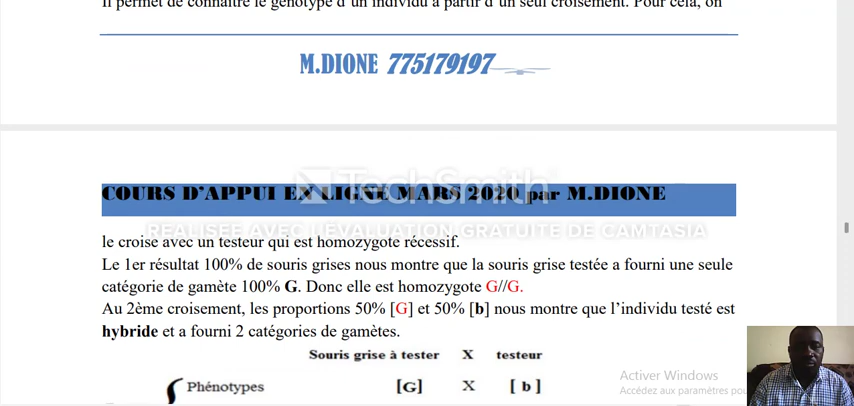 Il permet de connaître le génotype d'un individu à partir d'un seul croisement. Pour cela, on
M.DIONE 775179197
TechSmith
COURS D'APPUI EN LIGNE MARS 2020 par M.DIONE
REALISEE AVEC L'ÉVALUATION GRATUITE DE CAMTASIA
le croise avec un testeur qui est homozygote récessif.
Le 1er résultat 100% de souris grises nous montre que la souris grise testée a fourni une seule
catégorie de gamète 100% G. Donc elle est homozygote G//G.
Au 2ème croisement, les proportions 50% [G] et 50% [b] nous montre que l'individu testé est
hybride et a fourni 2 catégories de gamètes.
Souris grise à tester X testeur
Phénotypes [G] X [ b ]
Activer Windows
Accédez aux paramètres po